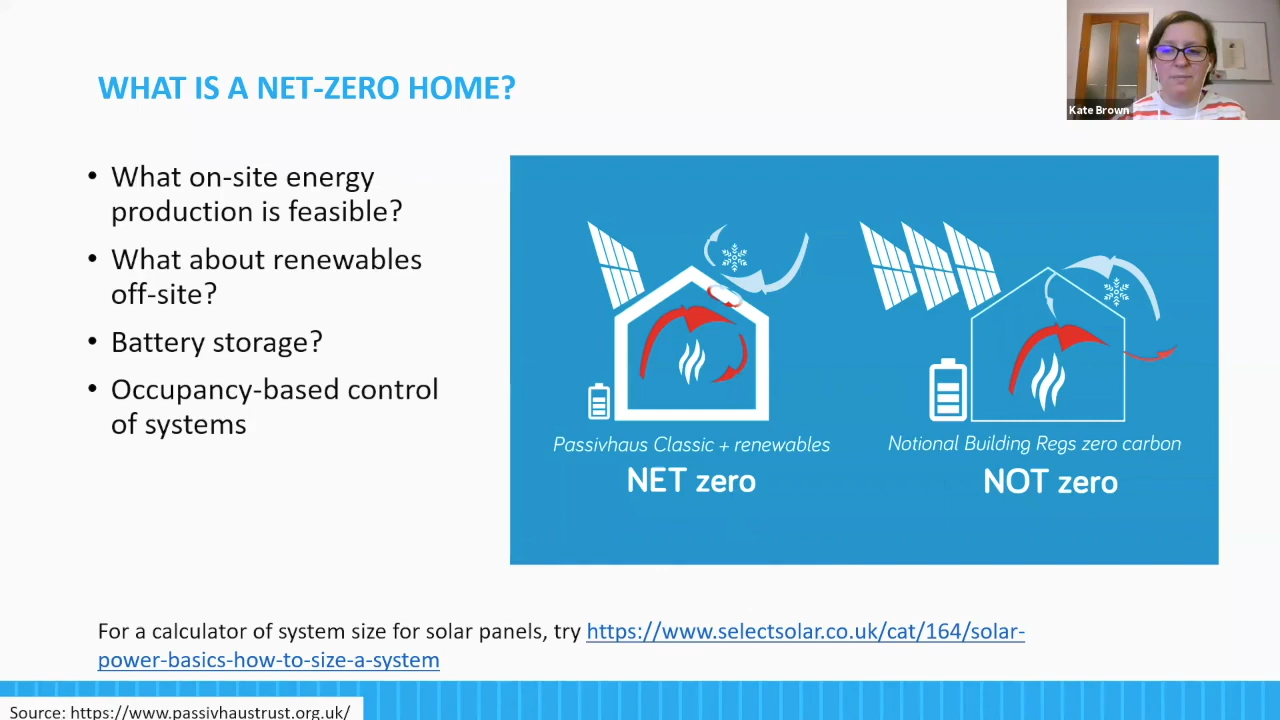 WHAT IS A NET-ZERO HOME?
Kate Brown
• What on-site energy
production is feasible?
• What about renewables
off-site?
• Battery storage?
• Occupancy-based control
of systems
Passivhaus Classic + renewables
NET zero
Notional Building Regs zero carbon
NOT zero
For a calculator of system size for solar panels, try https://www.selectsolar.co.uk/cat/164/solar-
power-basics-how-to-size-a-system
Source: https://www.passivhaustrust.org.uk/